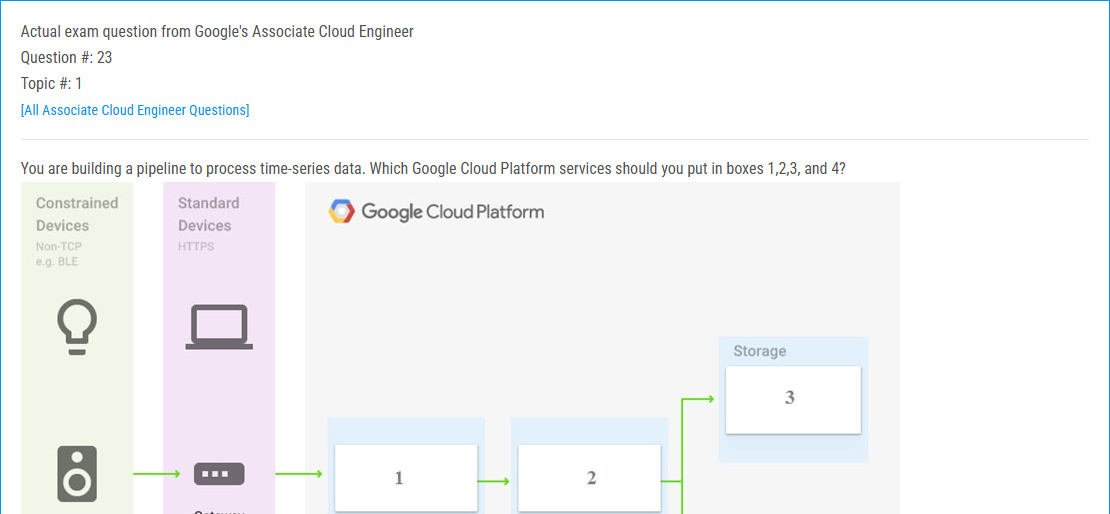 Actual exam question from Google's Associate Cloud Engineer
Question #: 23
Topic #: 1
[All Associate Cloud Engineer Questions]
You are building a pipeline to process time-series data. Which Google Cloud Platform services should you put in boxes 1,2,3, and 4?
Constrained
Devices
Non-TCP
e.g. BLE
Standard
Devices
HTTPS
Google Cloud Platform
Storage
3
1
2